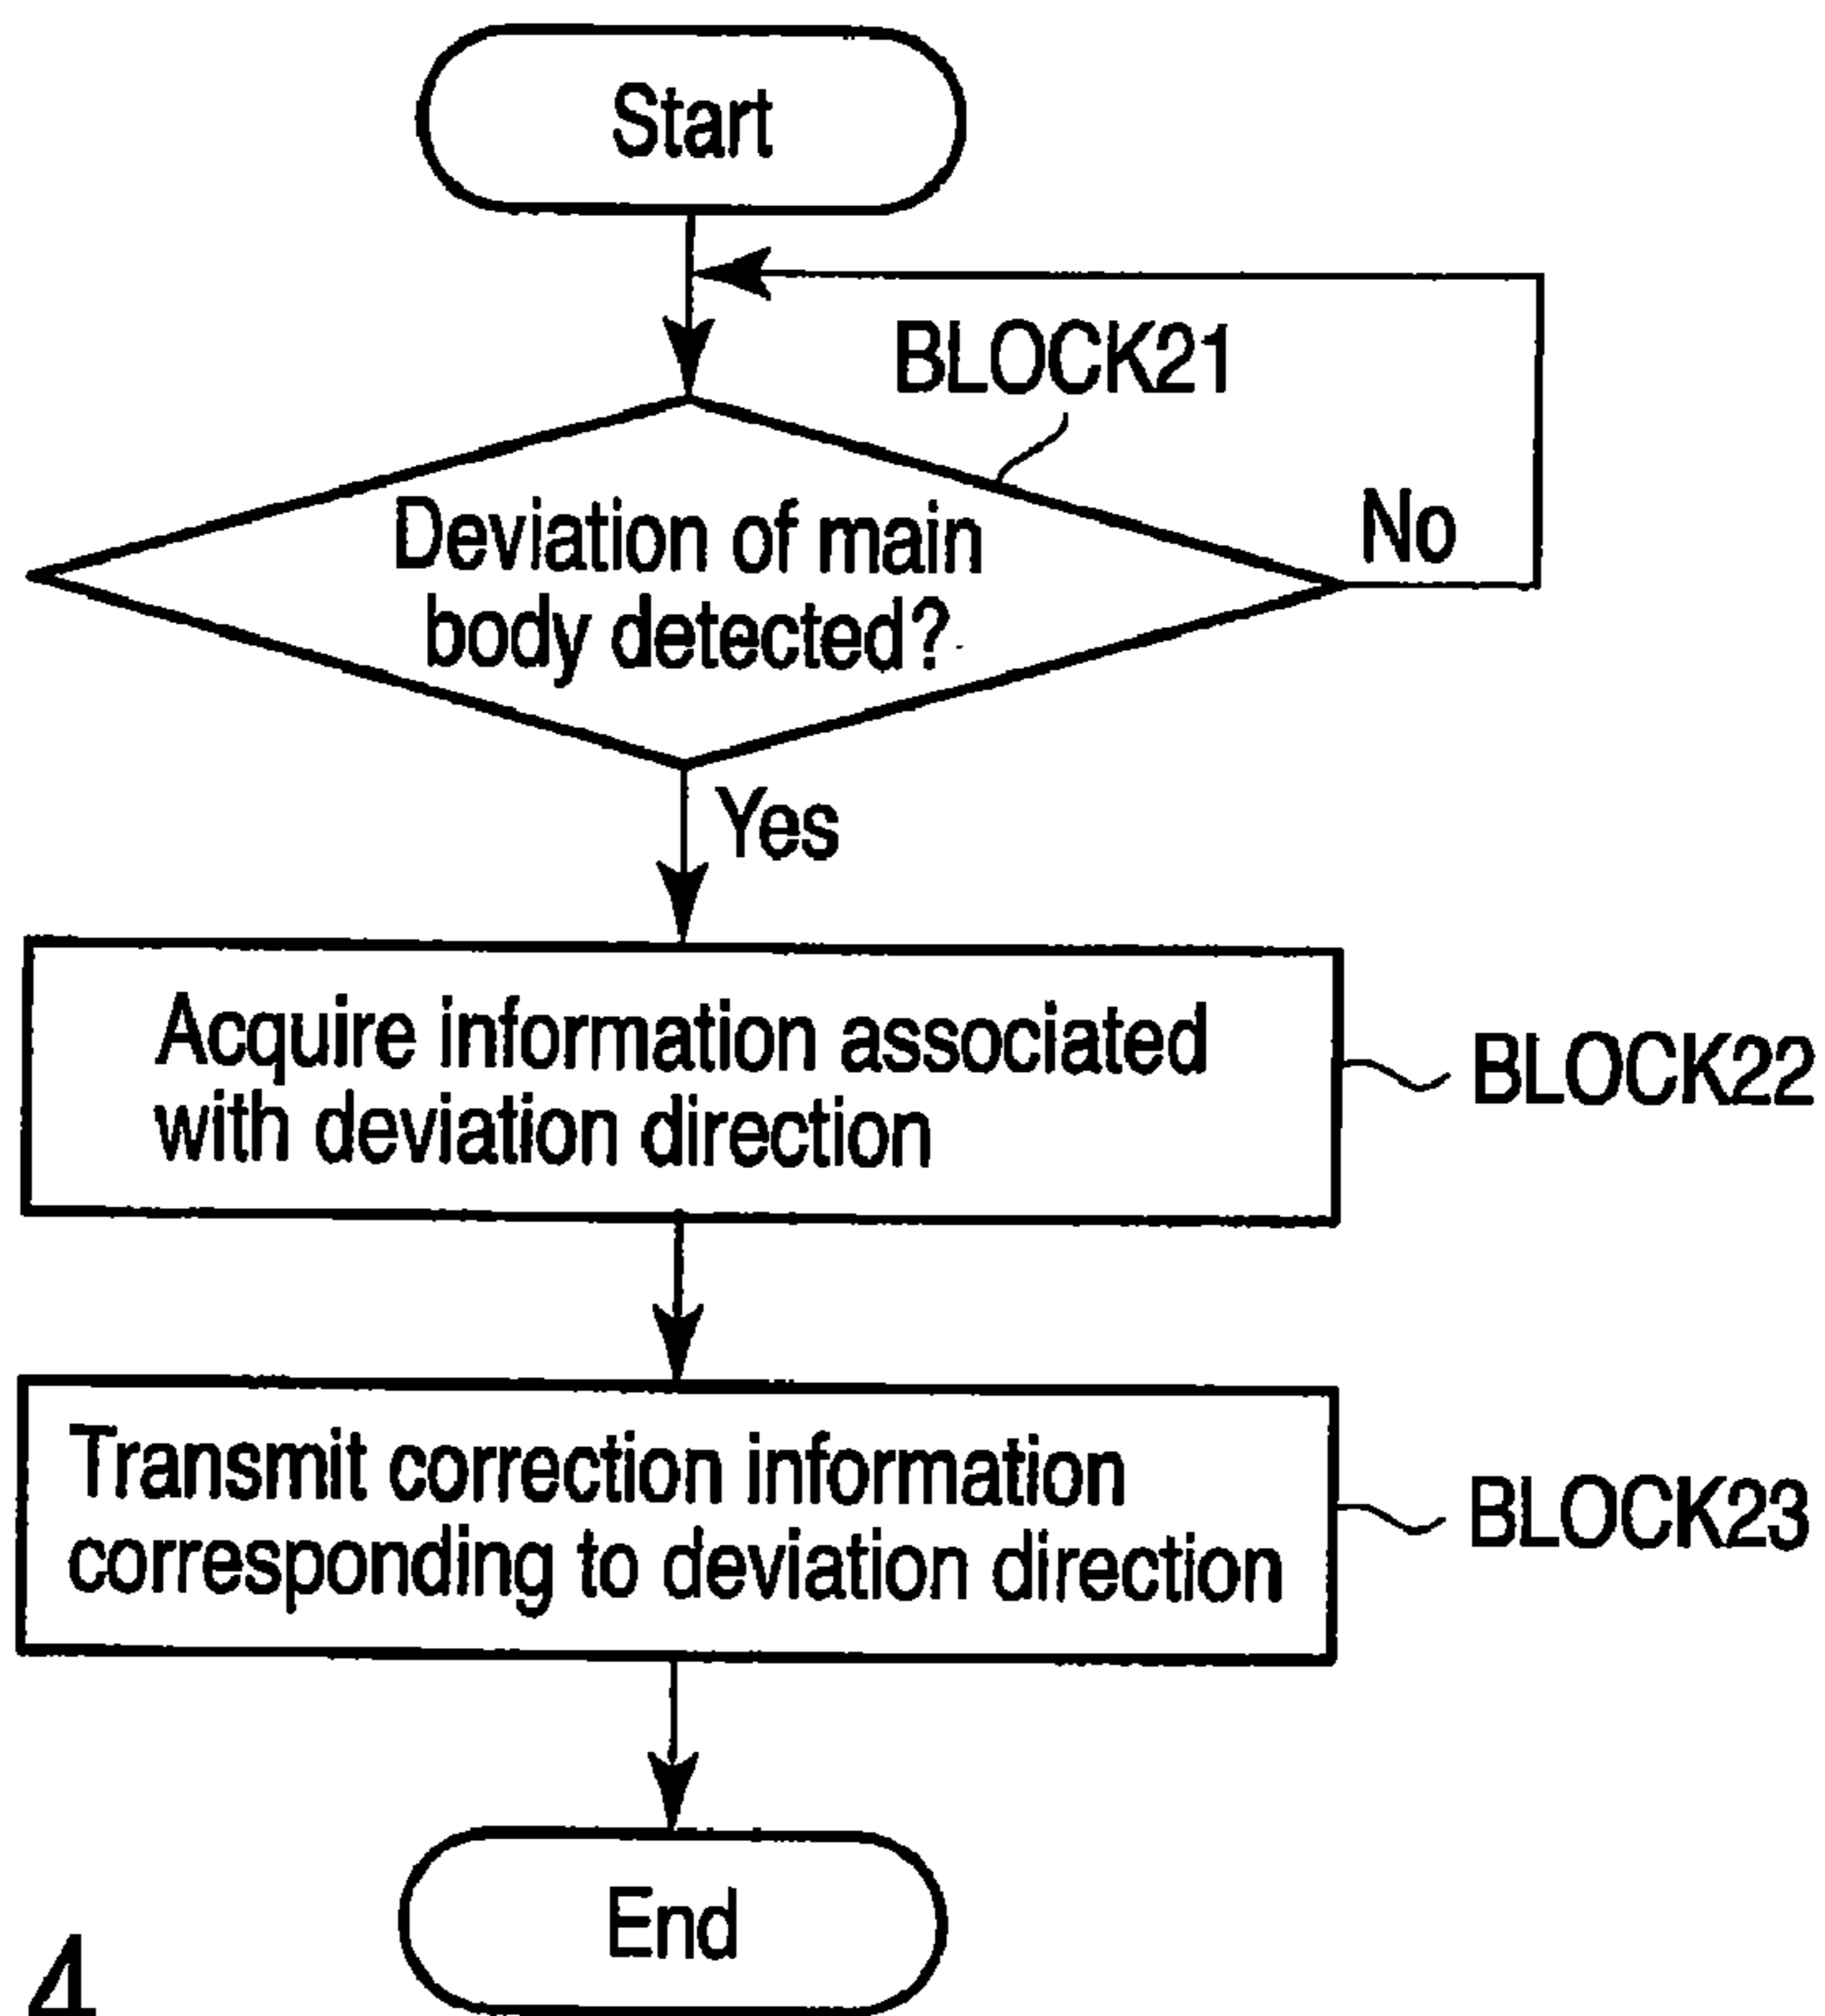 Start
BLOCK21
Deviation of main
body detected?
No
Yes
Acquire information associated
with deviation direction
BLOCK22
Transmit correction information
corresponding to deviation direction
BLOCK23
End
4